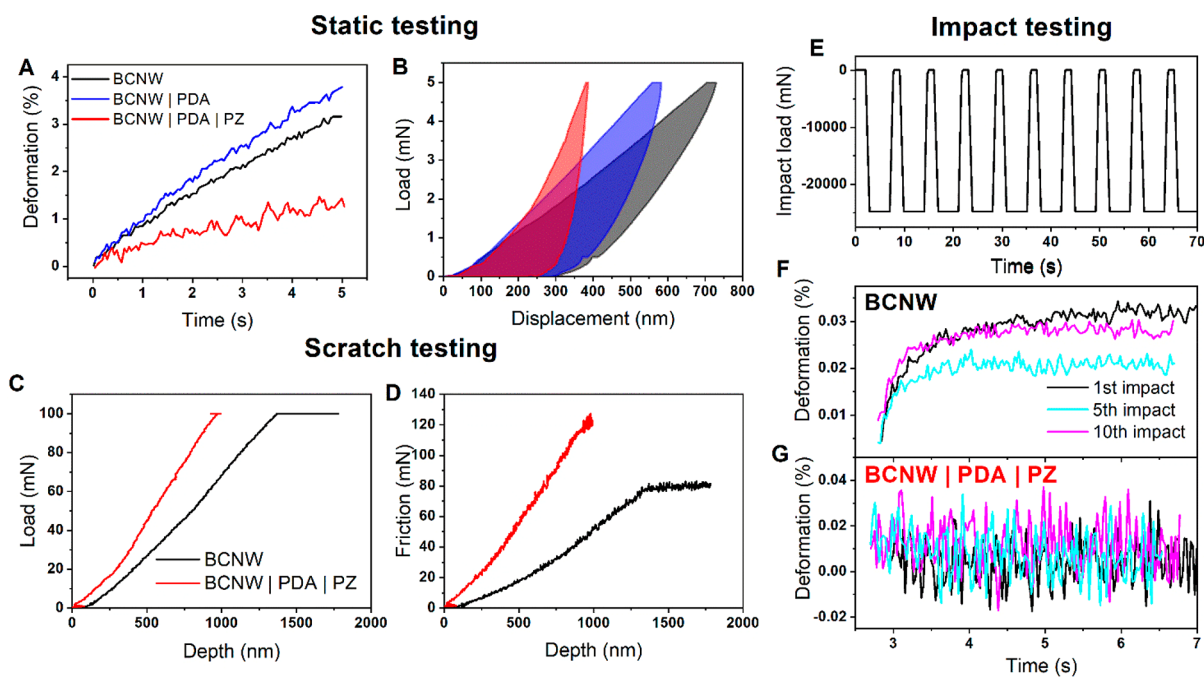 Static testing
Impact testing
A
BCNW
BCNW | PDA
BCNW | PDA | PZ
4
3
2
1
0
Deformation (%)
0 1 2 3 4 5
Time (s)
B
5
4
3
2
1
0
Load (mN)
0 100 200 300 400 500 600 700 800
Displacement (nm)
E
0
-10000
-20000
Impact load (mN)
0 10 20 30 40 50 60 70
Time (s)
Scratch testing
C
100
80
60
40
20
0
Load (mN)
BCNW
BCNW | PDA | PZ
0 500 1000 1500 2000
Depth (nm)
D
140
120
100
80
60
40
20
0
Friction (mN)
0 500 1000 1500 2000
Depth (nm)
F
BCNW
0.03
0.02
0.01
Deformation (%)
1st impact
5th impact
10th impact
G
BCNW | PDA | PZ
0.04
0.02
0.00
-0.02
Deformation (%)
3 4 5 6 7
Time (s)